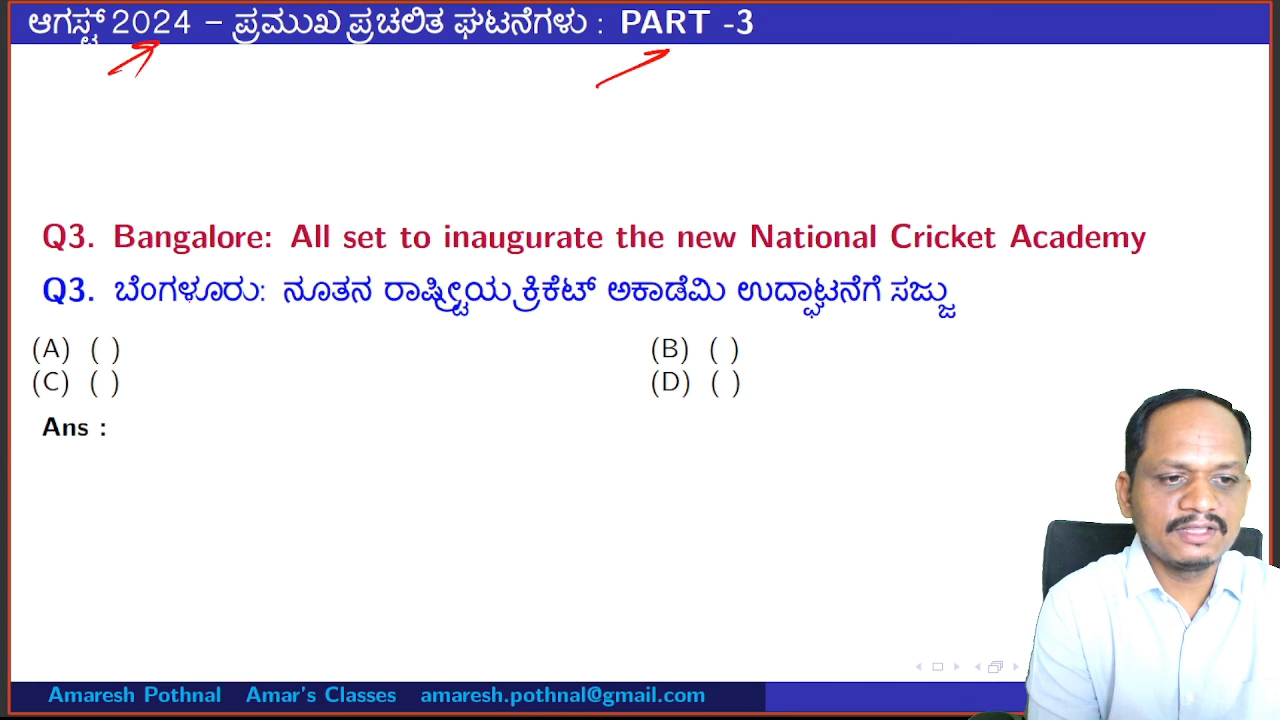 ಆಗಸ್ಟ್ 2024 – ಪ್ರಮುಖ ಪ್ರಚಲಿತ ಘಟನೆಗಳು : PART -3
Q3. Bangalore: All set to inaugurate the new National Cricket Academy
Q3. ಬೆಂಗಳೂರು: ನೂತನ ರಾಷ್ಟ್ರೀಯ ಕ್ರಿಕೆಟ್ ಅಕಾಡೆಮಿ ಉದ್ಘಾಟನೆಗೆ ಸಜ್ಜು
(A) ( ) (B) ( )
(C) ( ) (D) ( )
Ans :
Amaresh Pothnal Amar's Classes amaresh.pothnal@gmail.com